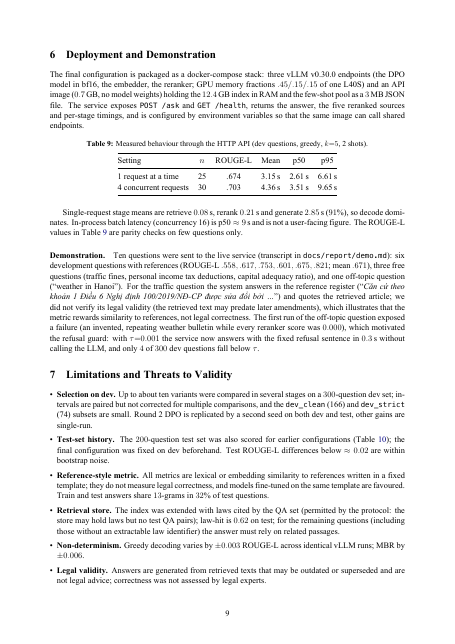 6 Deployment and Demonstration
The final configuration is packaged as a docker-compose stack: three vLLM v0.30.0 endpoints (the DPO
model in bf16, the embedder, the reranker; GPU memory fractions .45/.15/.15 of one L40S) and an API
image (0.7 GB, no model weights) holding the 12.4 GB index in RAM and the few-shot pool as a 3 MB JSON
file. The service exposes POST /ask and GET /health, returns the answer, the five reranked sources
and per-stage timings, and is configured by environment variables so that the same image can call shared
endpoints.
Table 9: Measured behaviour through the HTTP API (dev questions, greedy, k=5, 2 shots).
Setting n ROUGE-L Mean p50 p95
1 request at a time 25 .674 3.15 s 2.61 s 6.61 s
4 concurrent requests 30 .703 4.36 s 3.51 s 9.65 s
Single-request stage means are retrieve 0.08 s, rerank 0.21 s and generate 2.85 s (91%), so decode domi-
nates. In-process batch latency (concurrency 16) is p50 ≈ 9 s and is not a user-facing figure. The ROUGE-L
values in Table 9 are parity checks on few questions only.
Demonstration. Ten questions were sent to the live service (transcript in docs/report/demo.md): six
development questions with references (ROUGE-L .558, .617, .753, .601, .675, .821; mean .671), three free
questions (traffic fines, personal income tax deductions, capital adequacy ratio), and one off-topic question
("weather in Hanoi"). For the traffic question the system answers in the reference register ("Căn cứ theo
khoản 1 Điều 6 Nghị định 100/2019/NĐ-CP được sửa đổi bởi ...") and quotes the retrieved article; we
did not verify its legal validity (the retrieved text may predate later amendments), which illustrates that the
metric rewards similarity to references, not legal correctness. The first run of the off-topic question exposed
a failure (an invented, repeating weather bulletin while every reranker score was 0.000), which motivated
the refusal guard: with τ=0.001 the service now answers with the fixed refusal sentence in 0.3 s without
calling the LLM, and only 4 of 300 dev questions fall below τ.
7 Limitations and Threats to Validity
• Selection on dev. Up to about ten variants were compared in several stages on a 300-question dev set; in-
tervals are paired but not corrected for multiple comparisons, and the dev_clean (166) and dev_strict
(74) subsets are small. Round 2 DPO is replicated by a second seed on both dev and test, other gains are
single-run.
• Test-set history. The 200-question test set was also scored for earlier configurations (Table 10); the
final configuration was fixed on dev beforehand. Test ROUGE-L differences below ≈ 0.02 are within
bootstrap noise.
• Reference-style metric. All metrics are lexical or embedding similarity to references written in a fixed
template; they do not measure legal correctness, and models fine-tuned on the same template are favoured.
Train and test answers share 13-grams in 32% of test questions.
• Retrieval store. The index was extended with laws cited by the QA set (permitted by the protocol: the
store may hold laws but no test QA pairs); law-hit is 0.62 on test; for the remaining questions (including
those without an extractable law identifier) the answer must rely on related passages.
• Non-determinism. Greedy decoding varies by ±0.003 ROUGE-L across identical vLLM runs; MBR by
±0.006.
• Legal validity. Answers are generated from retrieved texts that may be outdated or superseded and are
not legal advice; correctness was not assessed by legal experts.
9